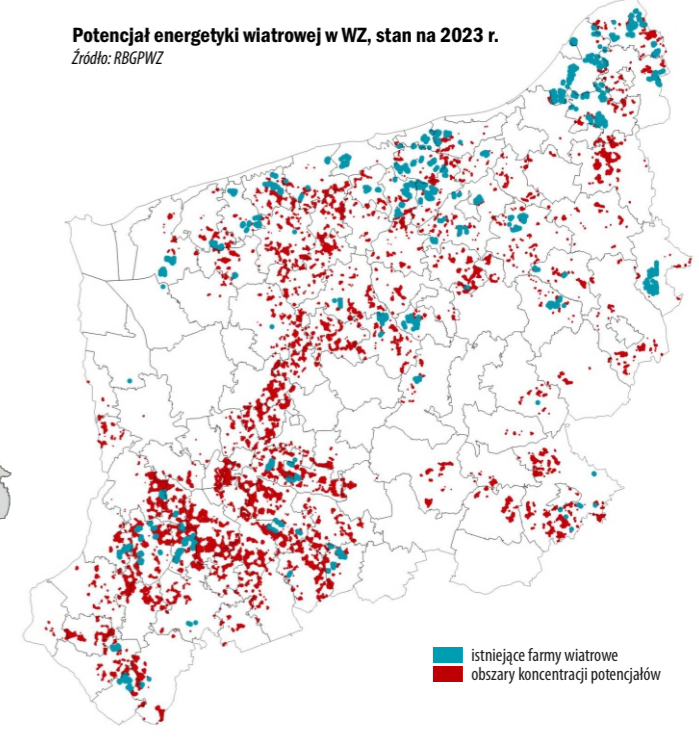 Potencjał energetyki wiatrowej w WZ, stan na 2023 r.
Źródło: RBGPWZ
istniejące farmy wiatrowe
obszary koncentracji potencjałów